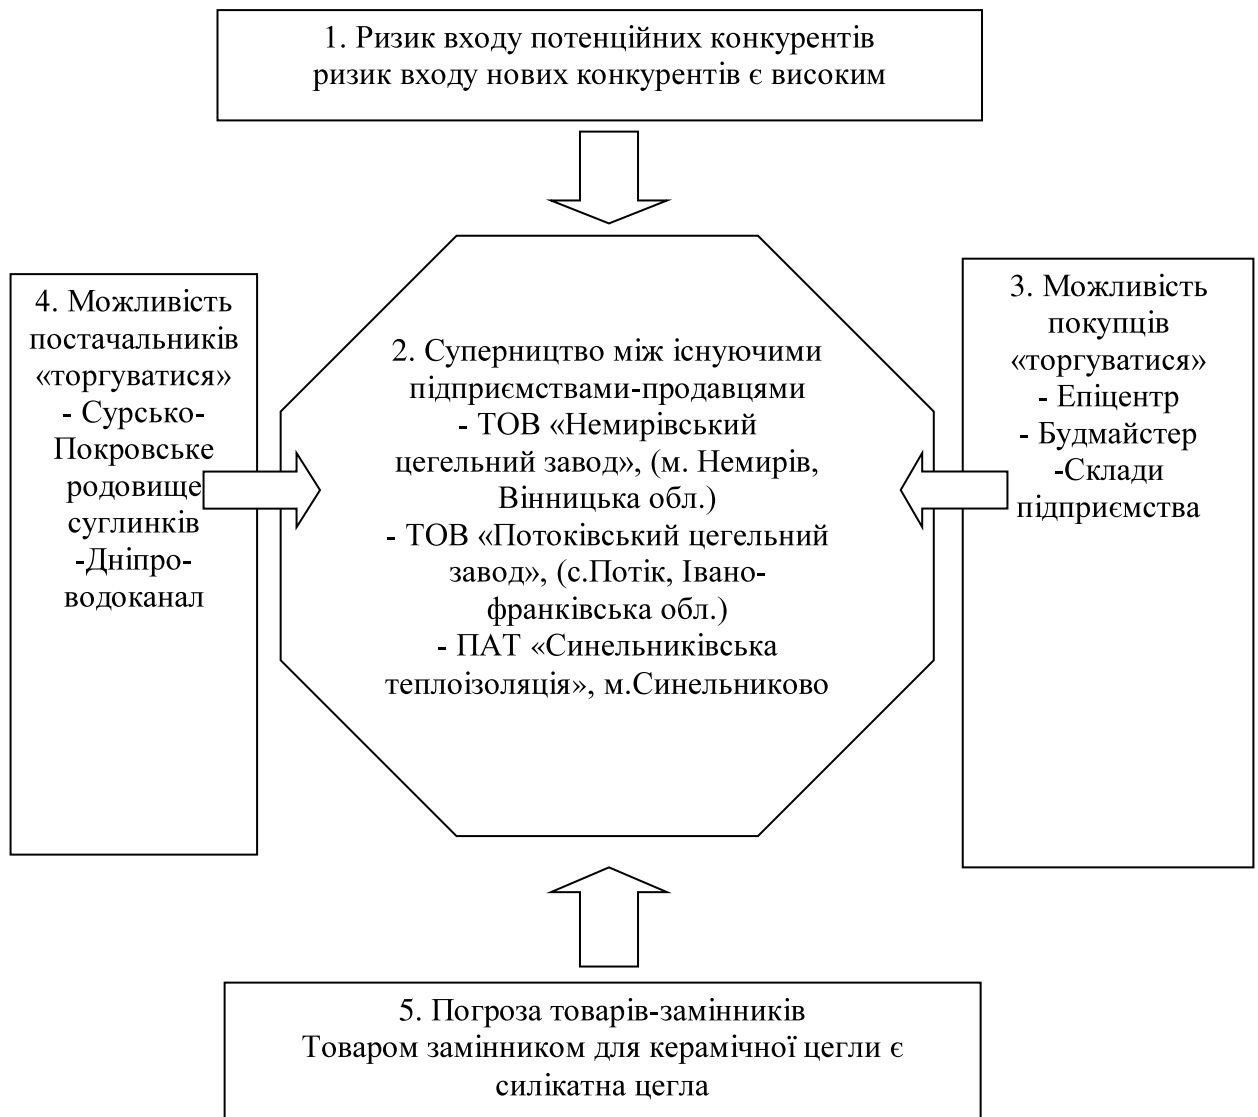 1. Ризик входу потенційних конкурентів
ризик входу нових конкурентів є високим
4. Можливість
постачальників
«торгуватися»
- Сурсько-
Покровське
родовище
суглинків
-Дніпро-
водоканал
2. Суперництво між існуючими
підприємствами-продавцями
- ТОВ «Немирівський
цегельний завод», (м. Немирів,
Вінницька обл.)
- ТОВ «Потоківський цегельний
завод», (с.Потік, Івано-
франківська обл.)
- ПАТ «Синельниківська
теплоізоляція», м.Синельниково
3. Можливість
покупців
«торгуватися»
- Епіцентр
- Будмайстер
-Склади
підприємства
5. Погроза товарів-замінників
Товаром замінником для керамічної цегли є
силікатна цегла